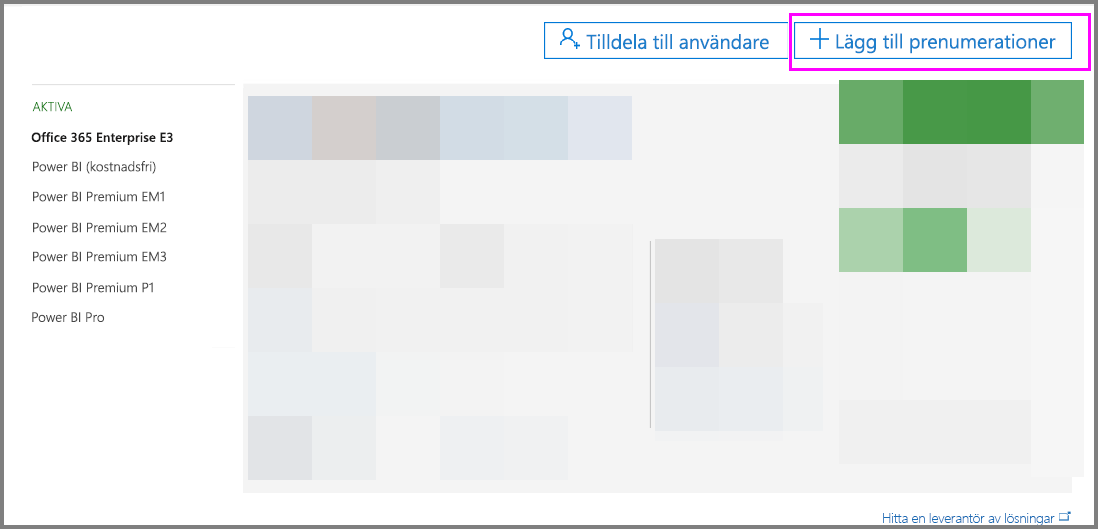 Tilldela till användare
Lägg till prenumerationer
AKTIVA
Office 365 Enterprise E3
Power BI (kostnadsfri)
Power BI Premium EM1
Power BI Premium EM2
Power BI Premium EM3
Power BI Premium P1
Power BI Pro
Hitta en leverantör av lösningar